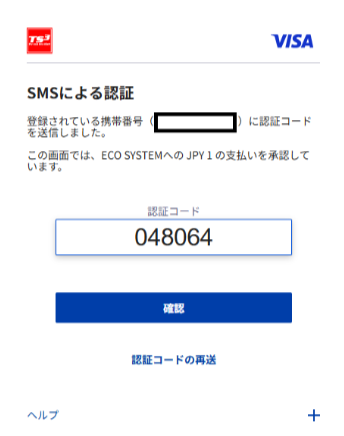 TS³
VISA
SMSによる認証
登録されている携帯番号（　　　　）に認証コード
を送信しました。
この画面では、ECO SYSTEMへの JPY 1 の支払いを承認して
います。
認証コード
048064
確認
認証コードの再送
ヘルプ
+